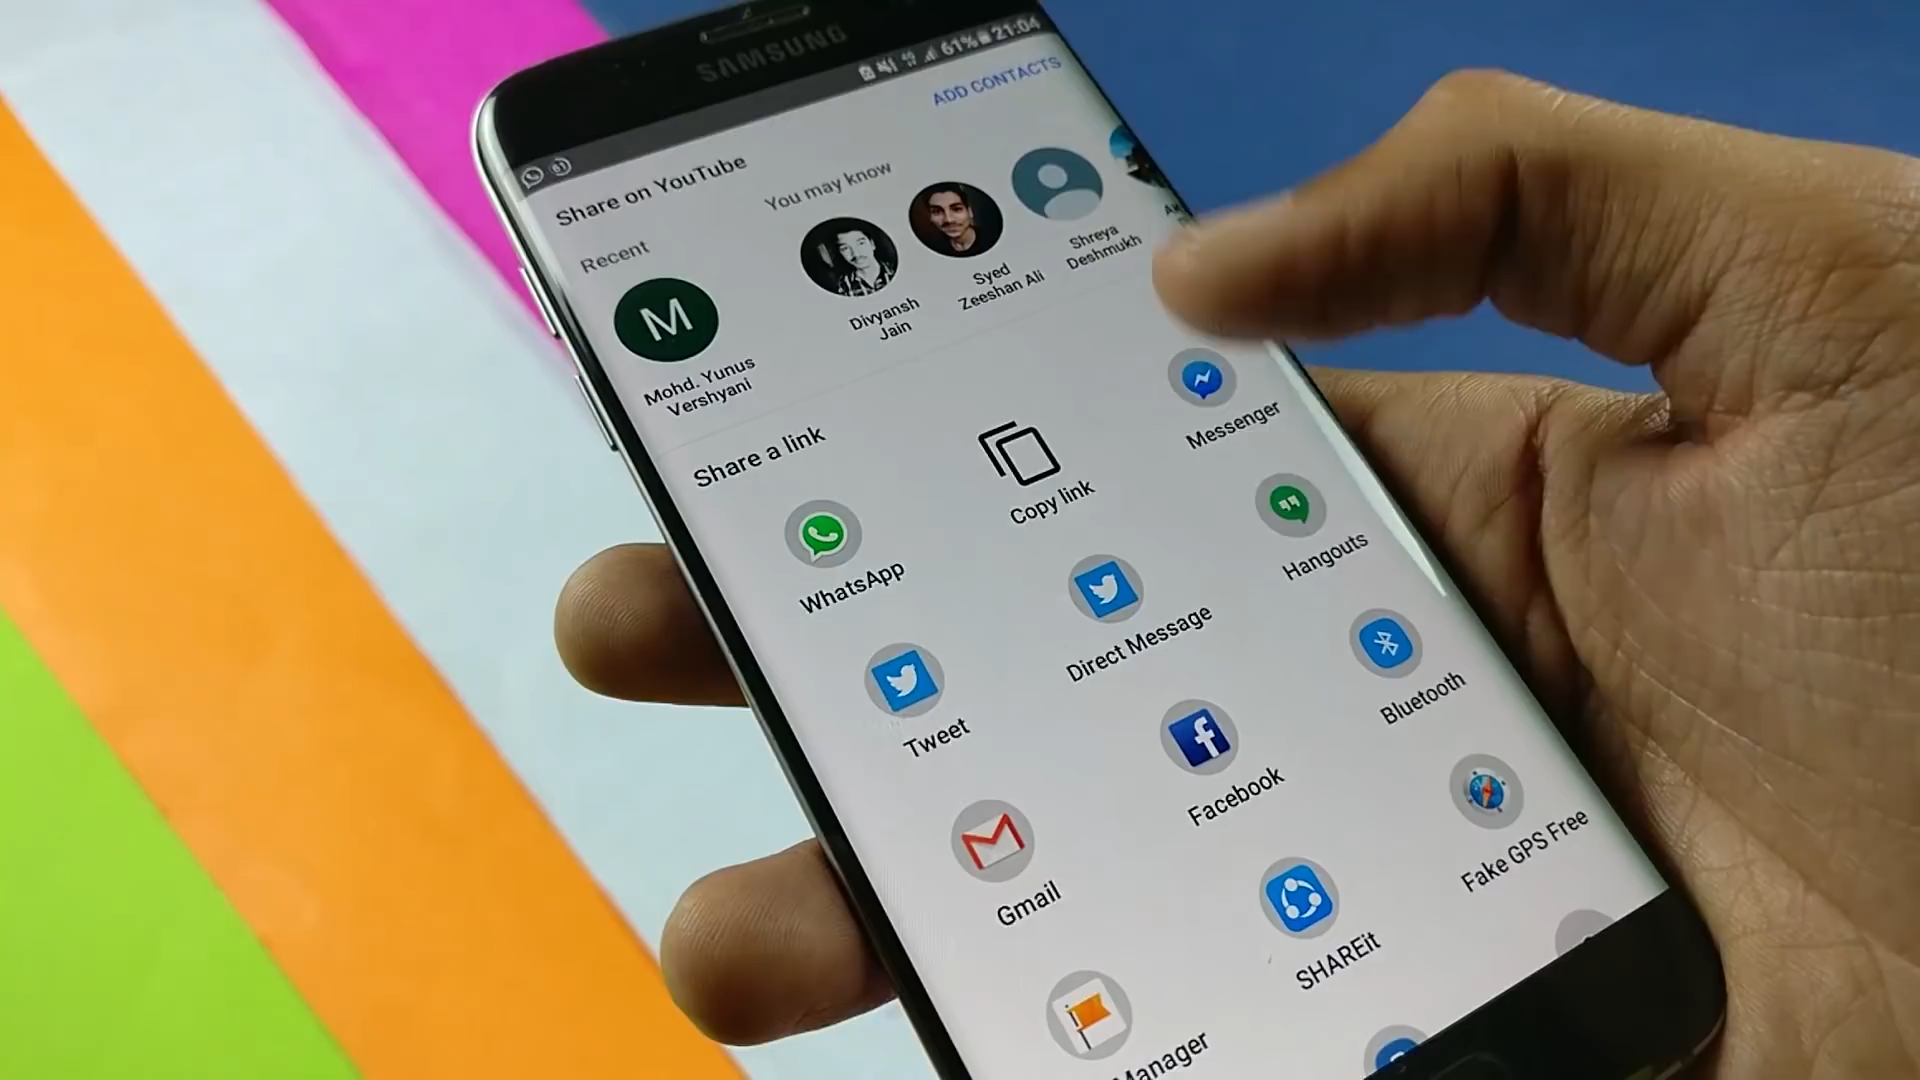 SAMSUNG
61% 21:04
ADD CONTACTS
Share on YouTube
Recent
You may know
M
Mohd. Yunus
Vershyani
Divyansh
Jain
Syed
Zeeshan Ali
Shreya
Deshmukh
Share a link
WhatsApp
Copy link
Messenger
Tweet
Direct Message
Hangouts
Gmail
Facebook
Bluetooth
Manager
SHAREit
Fake GPS Free